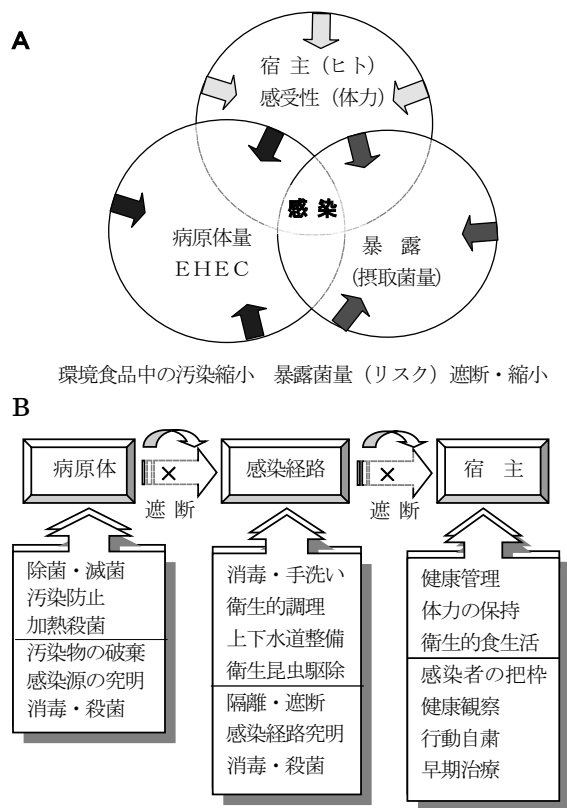 A
宿 主（ヒト）
感受性（体力）
感 染
病原体量
ＥＨＥＣ
暴 露
(摂取菌量)
環境食品中の汚染縮小 暴露菌量（リスク）遮断・縮小
B
病原体
×
遮 断
感染経路
×
遮 断
宿 主
除菌・滅菌
汚染防止
加熱殺菌
汚染物の破棄
感染源の究明
消毒・殺菌
消毒・手洗い
衛生的調理
上下水道整備
衛生昆虫駆除
隔離・遮断
感染経路究明
消毒・殺菌
健康管理
体力の保持
衛生的食生活
感染者の把枠
健康観察
行動自粛
早期治療